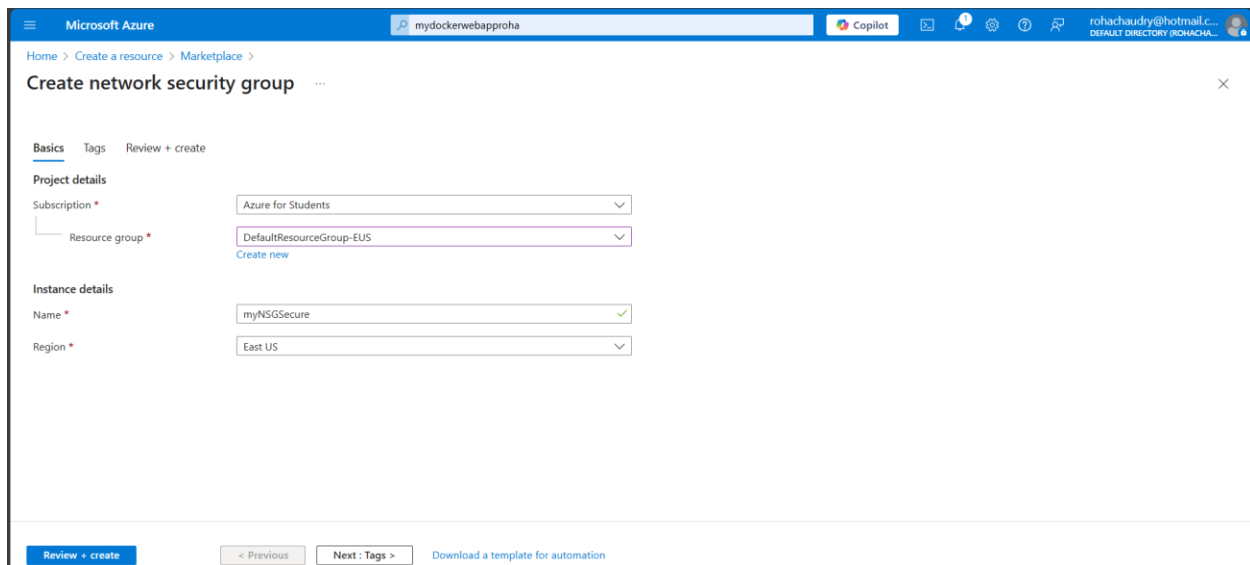 Microsoft Azure mydockerwebapproha Copilot 1 rohachaudry@hotmail.c...
DEFAULT DIRECTORY (ROHACHA...
Home > Create a resource > Marketplace >
Create network security group ...
Basics Tags Review + create
Project details
Subscription * Azure for Students
Resource group * DefaultResourceGroup-EUS
Create new
Instance details
Name * myNSGSecure
Region * East US
Review + create < Previous Next : Tags > Download a template for automation